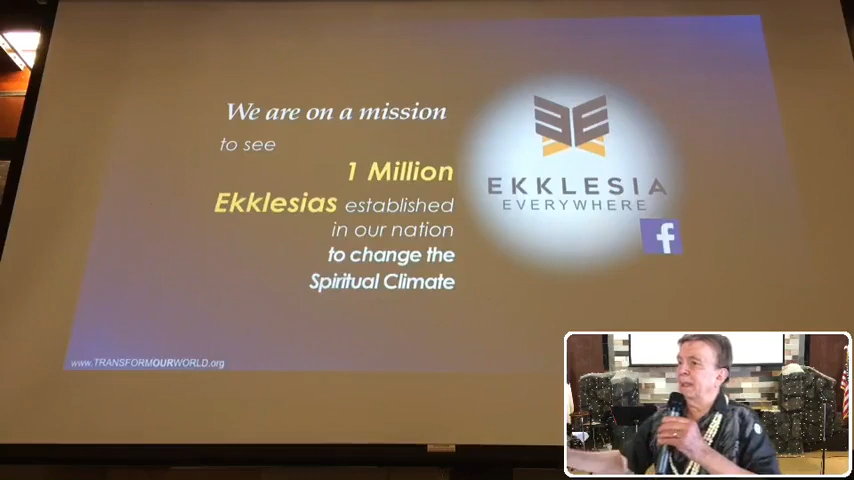 We are on a mission
to see
1 Million
Ekklesias established
in our nation
to change the
Spiritual Climate
EKKLESIA
EVERYWHERE
f
www.TRANSFORMOURWORLD.org